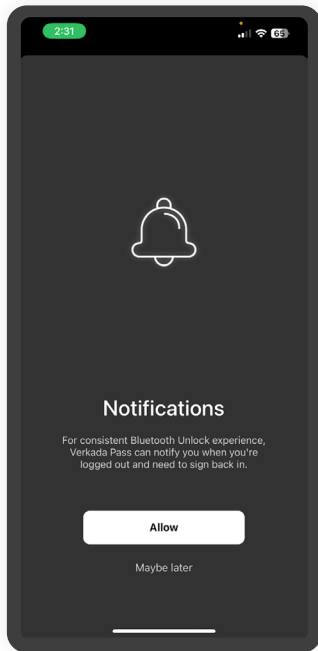 2:31
65
Notifications
For consistent Bluetooth Unlock experience,
Verkada Pass can notify you when you're
logged out and need to sign back in.
Allow
Maybe later